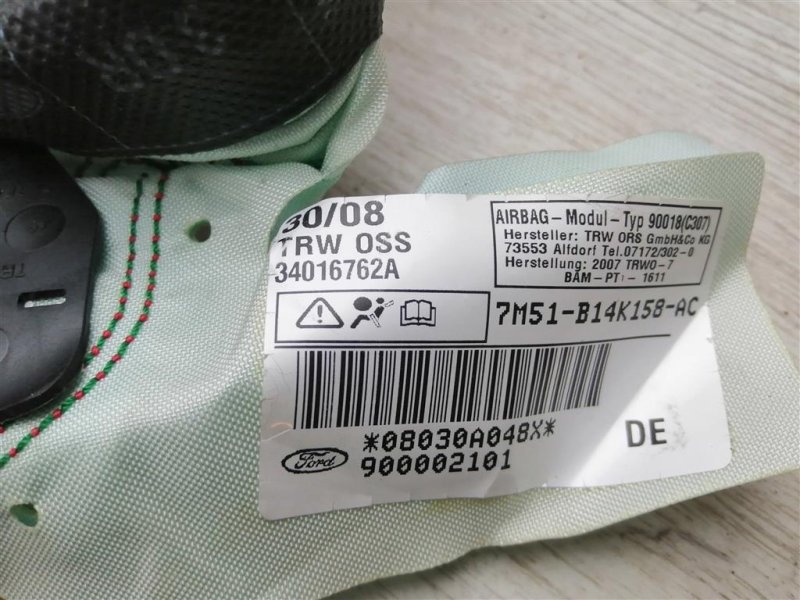 30/08
TRW OSS
34016762A
AIRBAG-Modul-Typ 90018(C307)
Hersteller: TRW ORS GmbH&Co KG
73553 Alfdorf Tel.07172/302-0
Herstellung: 2007 TRWO-7
BAM-PT1-1611
7M51-B14K158-AC
*08030A048X*
900002101
Ford
DE